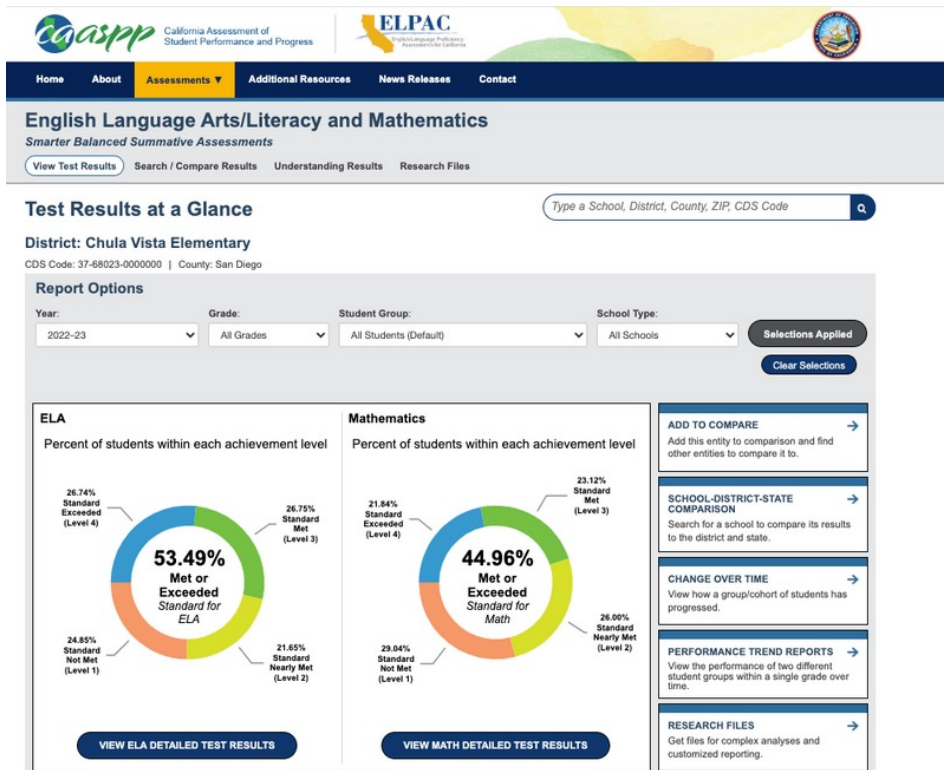 caaspp
California Assessment of
Student Performance and Progress
ELPAC
English Language Proficiency
Assessments for California
Home About Assessments ▼ Additional Resources News Releases Contact
English Language Arts/Literacy and Mathematics
Smarter Balanced Summative Assessments
View Test Results Search / Compare Results Understanding Results Research Files
Test Results at a Glance
Type a School, District, County, ZIP, CDS Code
District: Chula Vista Elementary
CDS Code: 37-68023-0000000 | County: San Diego
Report Options
Year: Grade: Student Group: School Type:
2022–23 All Grades All Students (Default) All Schools Selections Applied
Clear Selections
ELA
Percent of students within each achievement level
26.74%
Standard
Exceeded
(Level 4)
26.75%
Standard
Met
(Level 3)
53.49%
Met or
Exceeded
Standard for
ELA
24.85%
Standard
Not Met
(Level 1)
21.65%
Standard
Nearly Met
(Level 2)
VIEW ELA DETAILED TEST RESULTS
Mathematics
Percent of students within each achievement level
21.84%
Standard
Exceeded
(Level 4)
23.12%
Standard
Met
(Level 3)
44.96%
Met or
Exceeded
Standard for
Math
29.04%
Standard
Not Met
(Level 1)
26.00%
Standard
Nearly Met
(Level 2)
VIEW MATH DETAILED TEST RESULTS
ADD TO COMPARE →
Add this entity to comparison and find
other entities to compare it to.
SCHOOL-DISTRICT-STATE →
COMPARISON
Search for a school to compare its results
to the district and state.
CHANGE OVER TIME →
View how a group/cohort of students has
progressed.
PERFORMANCE TREND REPORTS →
View the performance of two different
student groups within a single grade over
time.
RESEARCH FILES →
Get files for complex analyses and
customized reporting.